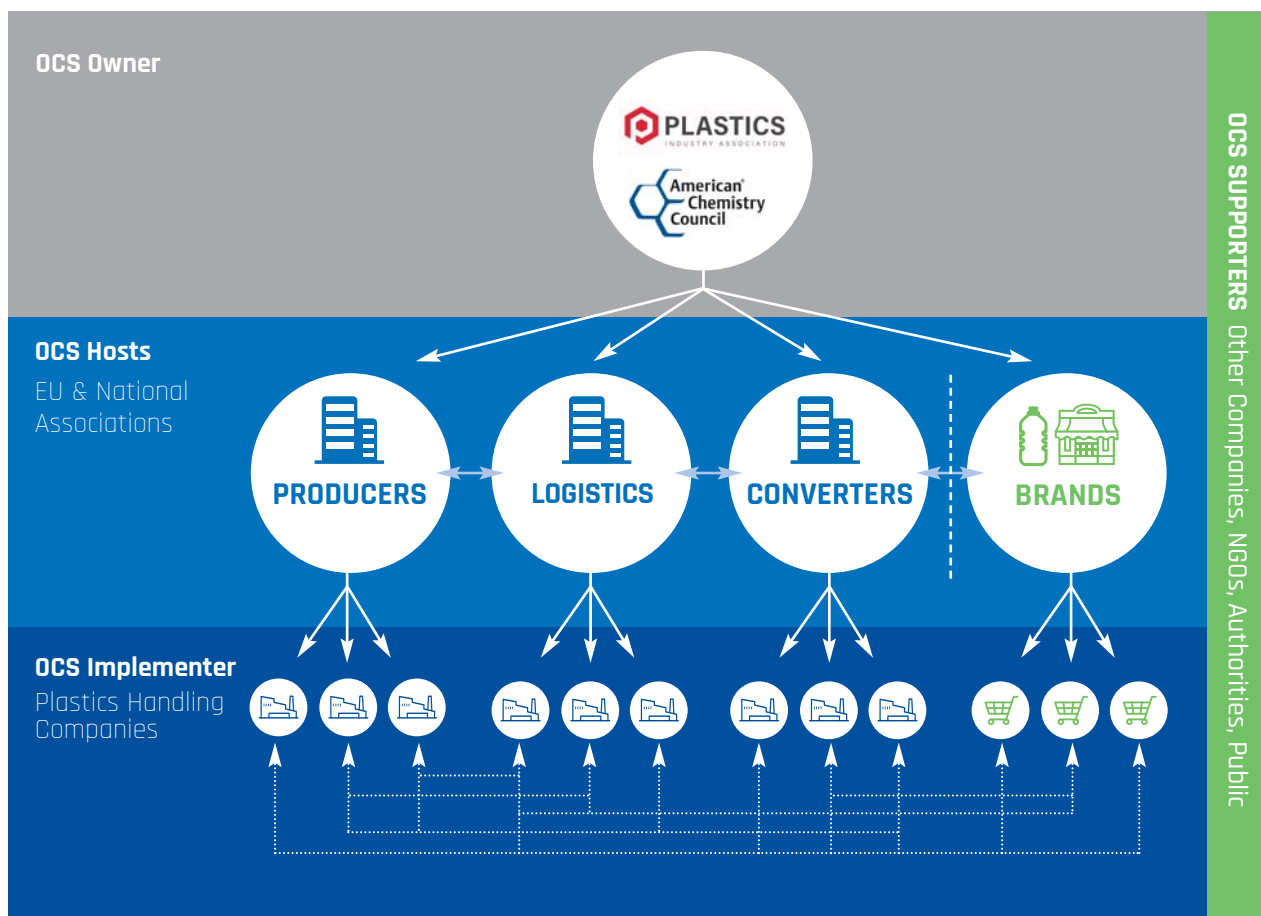 OCS Owner
PLASTICS
INDUSTRY ASSOCIATION
American®
Chemistry
Council
OCS Hosts
EU & National
Associations
PRODUCERS
LOGISTICS
CONVERTERS
BRANDS
OCS Implementer
Plastics Handling
Companies
OCS SUPPORTERS Other Companies, NGOs, Authorities, Public